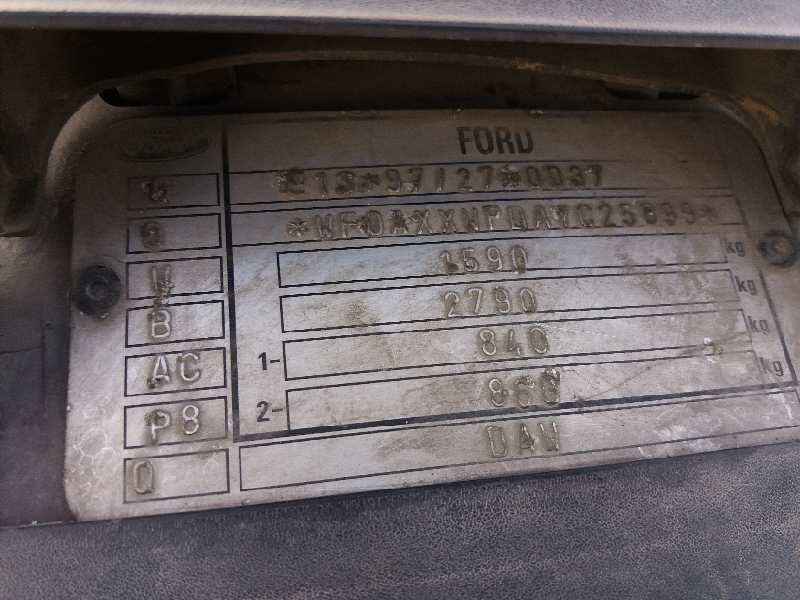 FORD
E13*97/27*0037
*WF0AXXWPDAYC25899*
1590 kg
B 2790 kg
AC 1- 840 kg
P8 2- kg
Q DAW